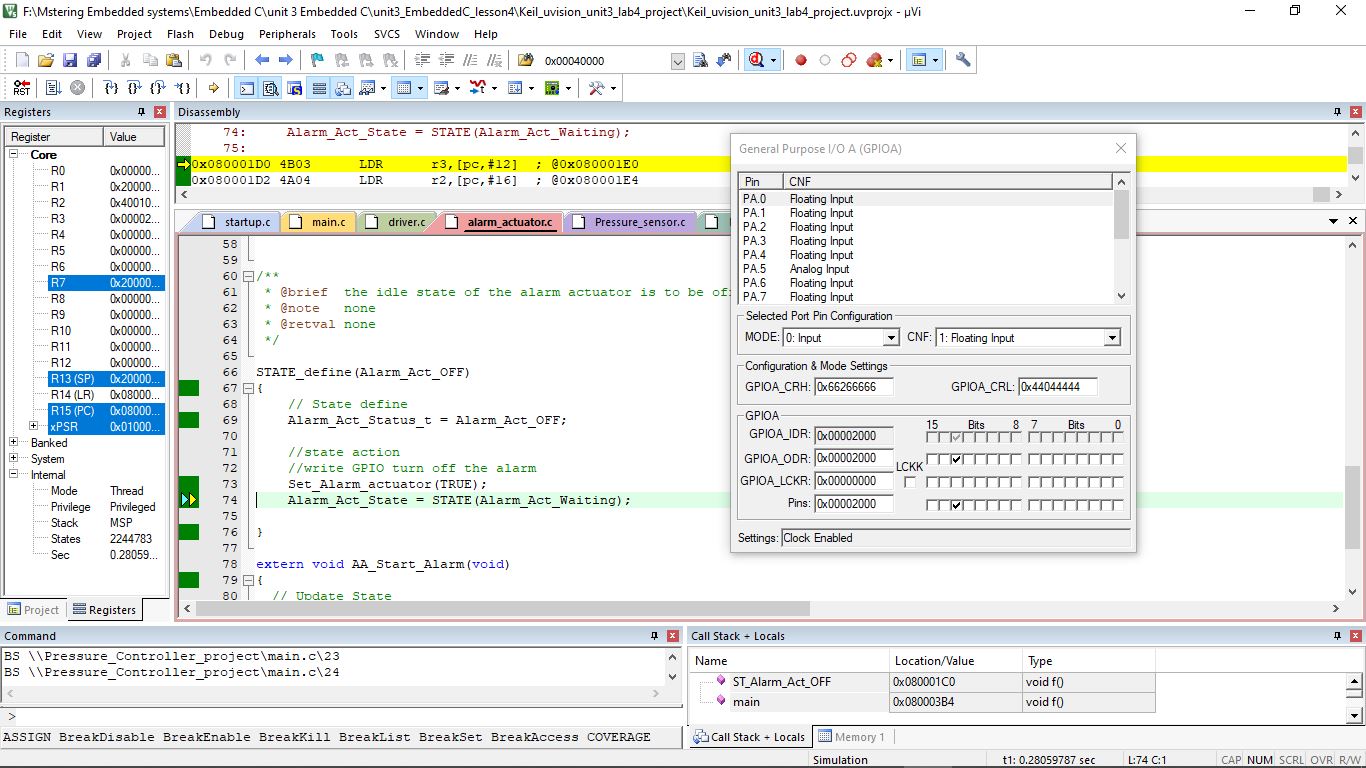 F:\Mstering Embedded systems\Embedded C\unit 3 Embedded C\unit3_EmbededC_lesson4\Keil_uvision_unit3_lab4_project\Keil_uvision_unit3_lab4_project.uvprojx - µVi
File Edit View Project Flash Debug Peripherals Tools SVCS Window Help
0x00040000
RST
Registers
Register Value
Core
R0 0x00000...
R1 0x20000...
R2 0x40010...
R3 0x00002...
R4 0x00000...
R5 0x00000...
R6 0x00000...
R7 0x20000...
R8 0x00000...
R9 0x00000...
R10 0x00000...
R11 0x00000...
R12 0x00000...
R13 (SP) 0x20000...
R14 (LR) 0x08000...
R15 (PC) 0x08000...
xPSR 0x01000...
Banked
System
Internal
Mode Thread
Privilege Privileged
Stack MSP
States 2244783
Sec 0.28059...
Project Registers
Disassembly
74: Alarm_Act_State = STATE(Alarm_Act_Waiting);
75:
0x080001D0 4B03 LDR r3,[pc,#12] ; @0x080001E0
0x080001D2 4A04 LDR r2,[pc,#16] ; @0x080001E4
startup.c main.c driver.c alarm_actuator.c Pressure_sensor.c
58
59
60 /**
61 * @brief the idle state of the alarm actuator is to be of
62 * @note none
63 * @retval none
64 */
65
66 STATE_define(Alarm_Act_OFF)
67 {
68 // State define
69 Alarm_Act_Status_t = Alarm_Act_OFF;
70
71 //state action
72 //write GPIO turn off the alarm
73 Set_Alarm_actuator(TRUE);
74 Alarm_Act_State = STATE(Alarm_Act_Waiting);
75
76 }
77
78 extern void AA_Start_Alarm(void)
79 {
80 // Update State
General Purpose I/O A (GPIOA)
Pin CNF
PA.0 Floating Input
PA.1 Floating Input
PA.2 Floating Input
PA.3 Floating Input
PA.4 Floating Input
PA.5 Analog Input
PA.6 Floating Input
PA.7 Floating Input
Selected Port Pin Configuration
MODE: 0: Input CNF: 1: Floating Input
Configuration & Mode Settings
GPIOA_CRH: 0x66266666 GPIOA_CRL: 0x44044444
GPIOA
15 Bits 8 7 Bits 0
GPIOA_IDR: 0x00002000
GPIOA_ODR: 0x00002000
LCKK
GPIOA_LCKR: 0x00000000
Pins: 0x00002000
Settings: Clock Enabled
Command
BS \\Pressure_Controller_project\main.c\23
BS \\Pressure_Controller_project\main.c\24
>
ASSIGN BreakDisable BreakEnable BreakKill BreakList BreakSet BreakAccess COVERAGE
Call Stack + Locals
Name Location/Value Type
ST_Alarm_Act_OFF 0x080001C0 void f()
main 0x080003B4 void f()
Call Stack + Locals Memory 1
Simulation t1: 0.28059787 sec L:74 C:1 CAP NUM SCRL OVR R/W